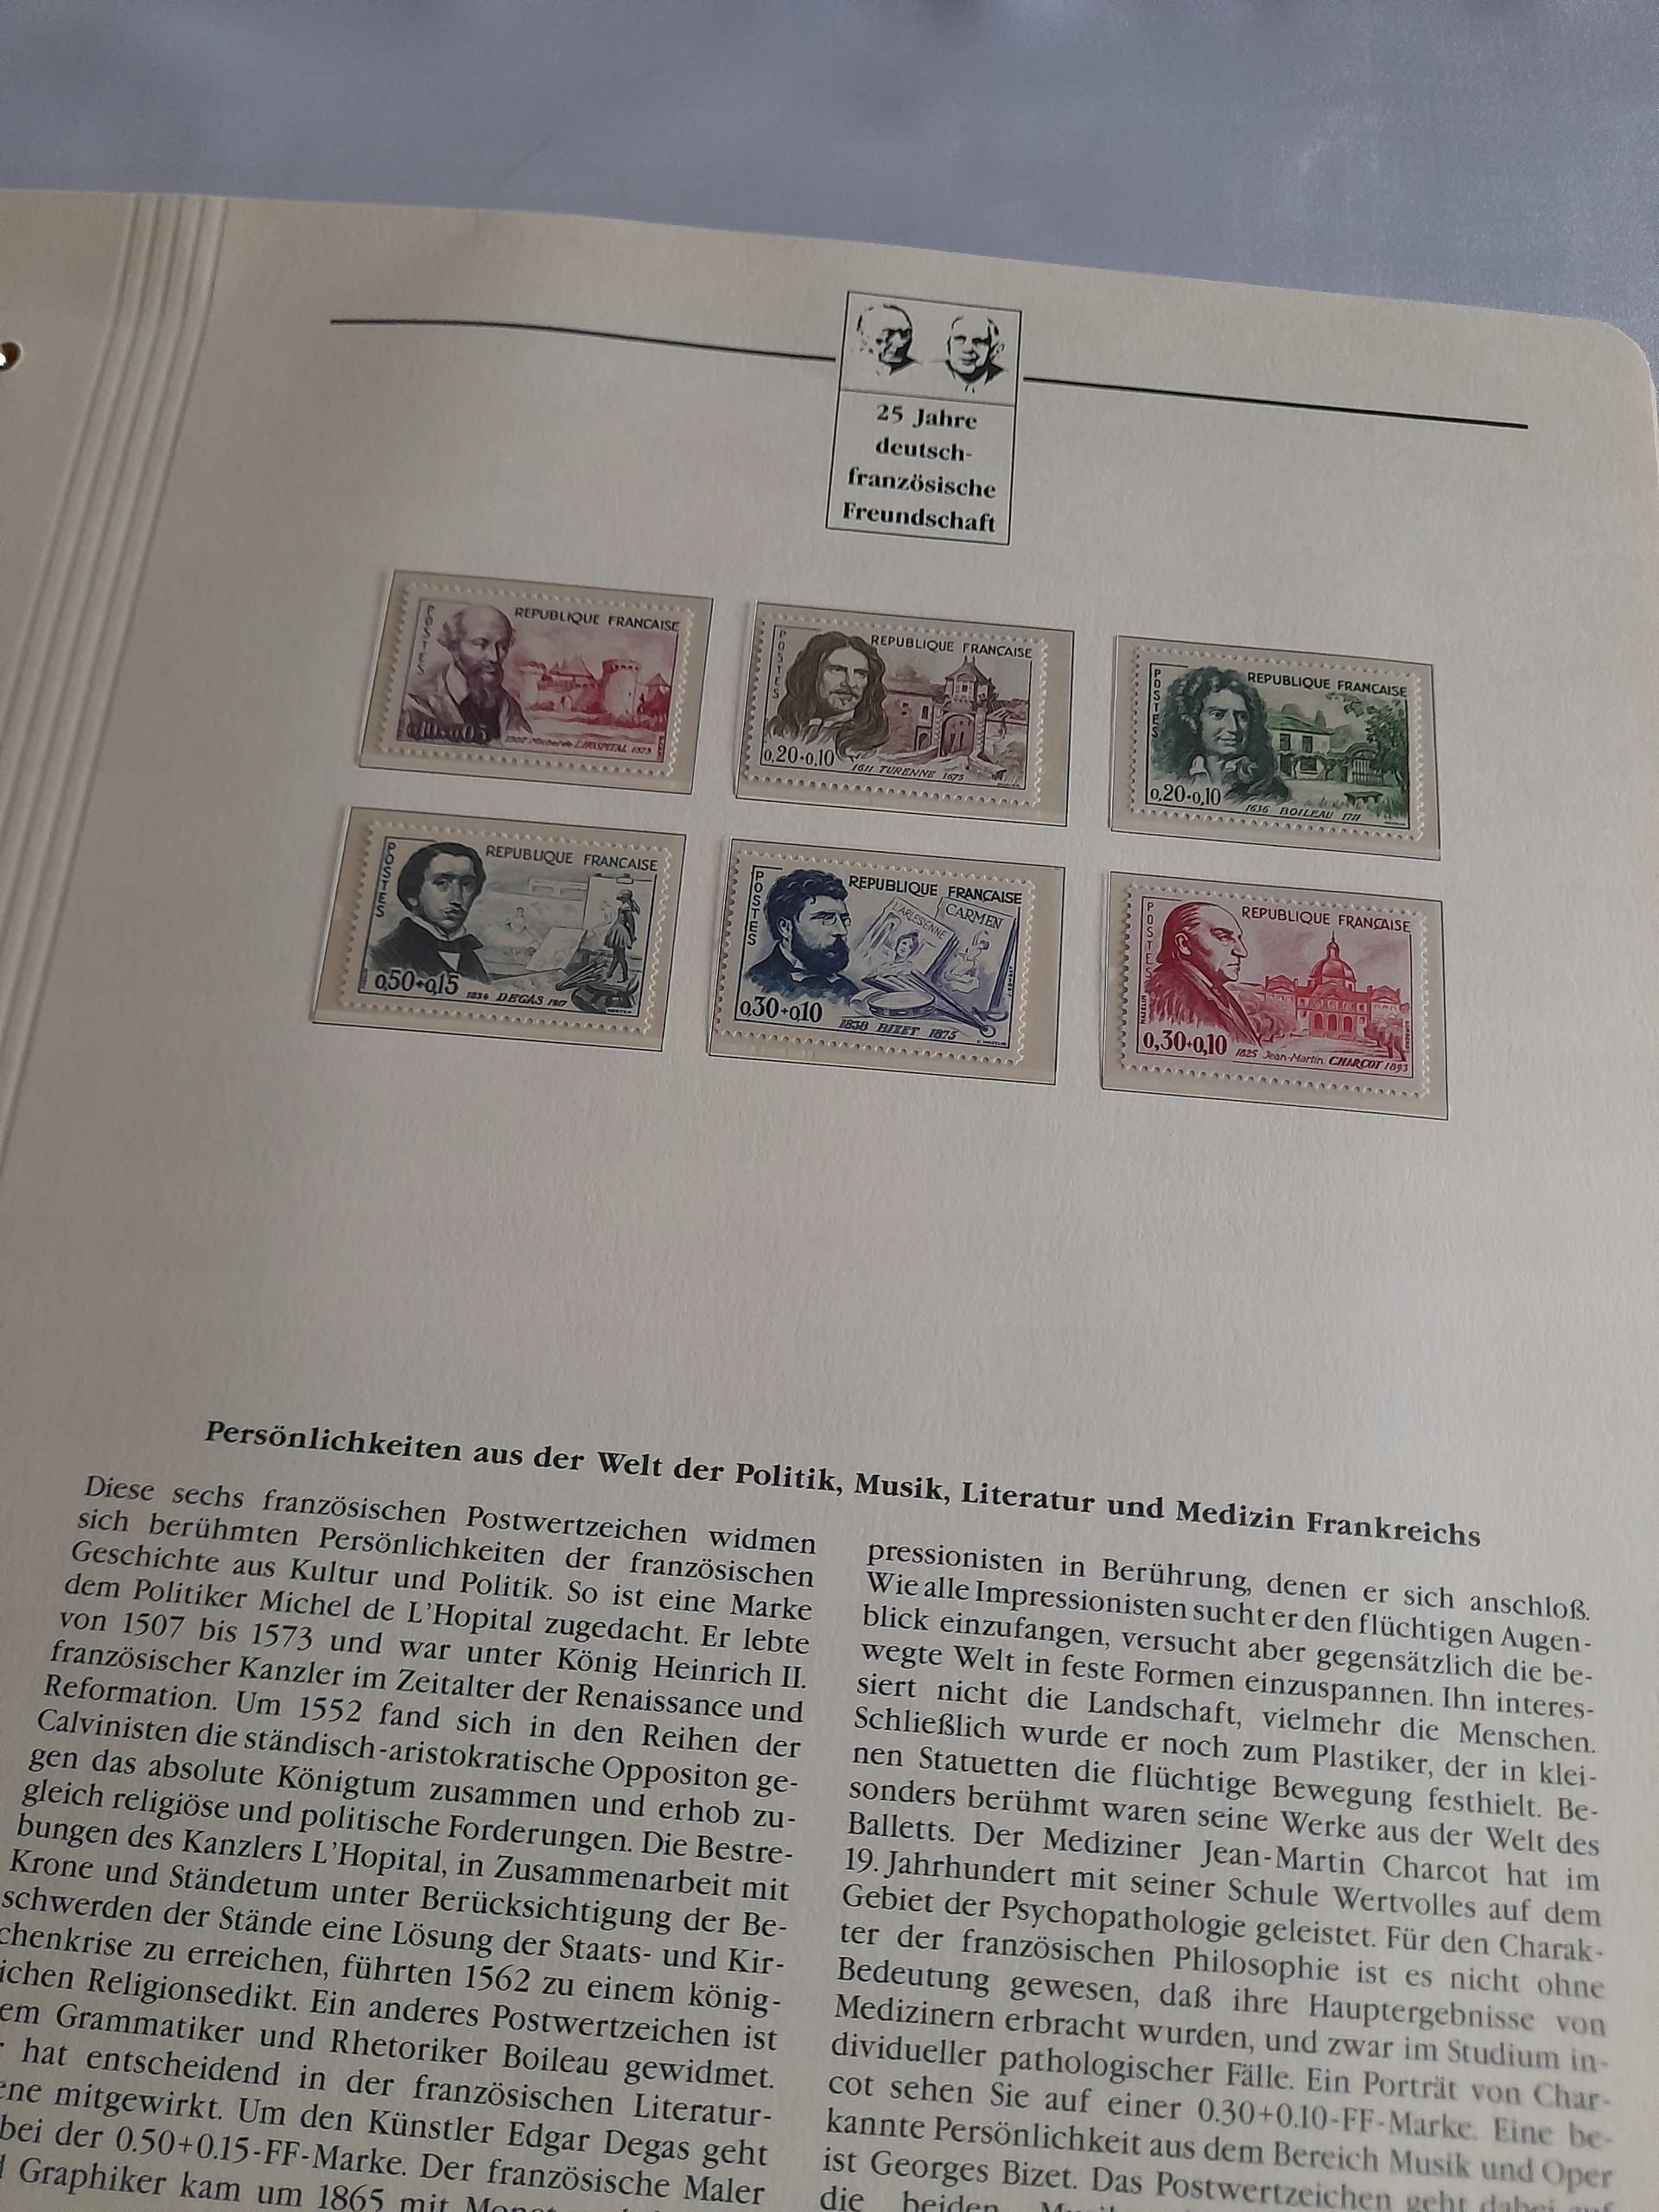 25 Jahre
deutsch-
französische
Freundschaft
POSTES
REPUBLIQUE FRANCAISE
1507 Michel de L'HOSPITAL 1573
POSTES
REPUBLIQUE FRANCAISE
0,20+0,10
1611 TURENNE 1675
POSTES
REPUBLIQUE FRANCAISE
0,20+0,10
1636 BOILEAU 1711
POSTES
REPUBLIQUE FRANCAISE
0,50+0,15
1834 DEGAS 1917
POSTES
REPUBLIQUE FRANÇAISE
L'ARLESIENNE
CARMEN
0,30+0,10
1838 BIZET 1875
C. MAZELIN
POSTES
REPUBLIQUE FRANÇAISE
MAZELIN
0,30+0,10
1825 Jean-Martin CHARCOT 1893
Persönlichkeiten aus der Welt der Politik, Musik, Literatur und Medizin Frankreichs
Diese sechs französischen Postwertzeichen widmen
sich berühmten Persönlichkeiten der französischen
Geschichte aus Kultur und Politik. So ist eine Marke
dem Politiker Michel de L'Hopital zugedacht. Er lebte
von 1507 bis 1573 und war unter König Heinrich II.
französischer Kanzler im Zeitalter der Renaissance und
Reformation. Um 1552 fand sich in den Reihen der
Calvinisten die ständisch-aristokratische Oppositon ge-
gen das absolute Königtum zusammen und erhob zu-
gleich religiöse und politische Forderungen. Die Bestre-
bungen des Kanzlers L'Hopital, in Zusammenarbeit mit
Krone und Ständetum unter Berücksichtigung der Be-
schwerden der Stände eine Lösung der Staats- und Kir-
chenkrise zu erreichen, führten 1562 zu einem könig-
ichen Religionsedikt. Ein anderes Postwertzeichen ist
em Grammatiker und Rhetoriker Boileau gewidmet.
hat entscheidend in der französischen Literatur-
ene mitgewirkt. Um den Künstler Edgar Degas geht
bei der 0.50+0.15-FF-Marke. Der französische Maler
Graphiker kam um 1865 mit
pressionisten in Berührung, denen er sich anschloß.
Wie alle Impressionisten sucht er den flüchtigen Augen-
blick einzufangen, versucht aber gegensätzlich die be-
wegte Welt in feste Formen einzuspannen. Ihn interes-
siert nicht die Landschaft, vielmehr die Menschen.
Schließlich wurde er noch zum Plastiker, der in klei-
nen Statuetten die flüchtige Bewegung festhielt. Be-
sonders berühmt waren seine Werke aus der Welt des
Balletts. Der Mediziner Jean-Martin Charcot hat im
19. Jahrhundert mit seiner Schule Wertvolles auf dem
Gebiet der Psychopathologie geleistet. Für den Charak-
ter der französischen Philosophie ist es nicht ohne
Bedeutung gewesen, daß ihre Hauptergebnisse von
Medizinern erbracht wurden, und zwar im Studium in-
dividueller pathologischer Fälle. Ein Porträt von Char-
cot sehen Sie auf einer 0.30+0.10-FF-Marke. Eine be-
kannte Persönlichkeit aus dem Bereich Musik und Oper
ist Georges Bizet. Das Postwertzeichen geht dabei
die beiden